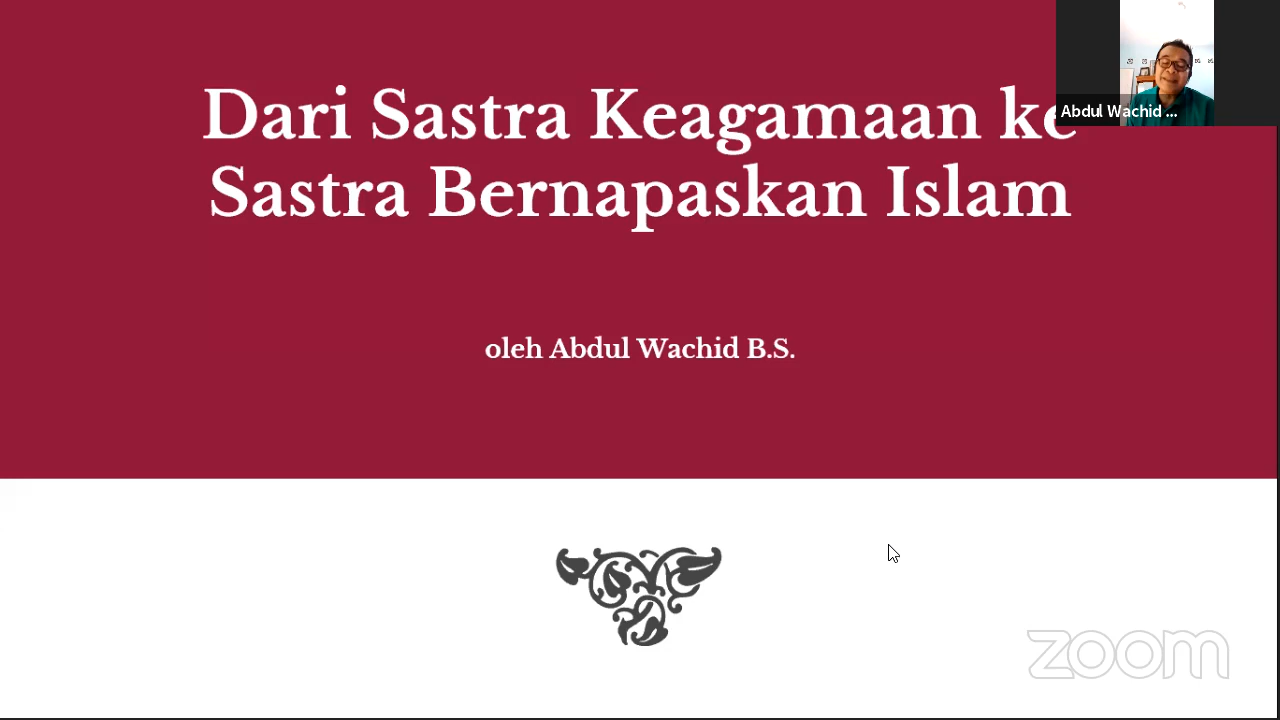 Dari Sastra Keagamaan ke
Sastra Bernapaskan Islam
oleh Abdul Wachid B.S.
Abdul Wachid ...
zoom